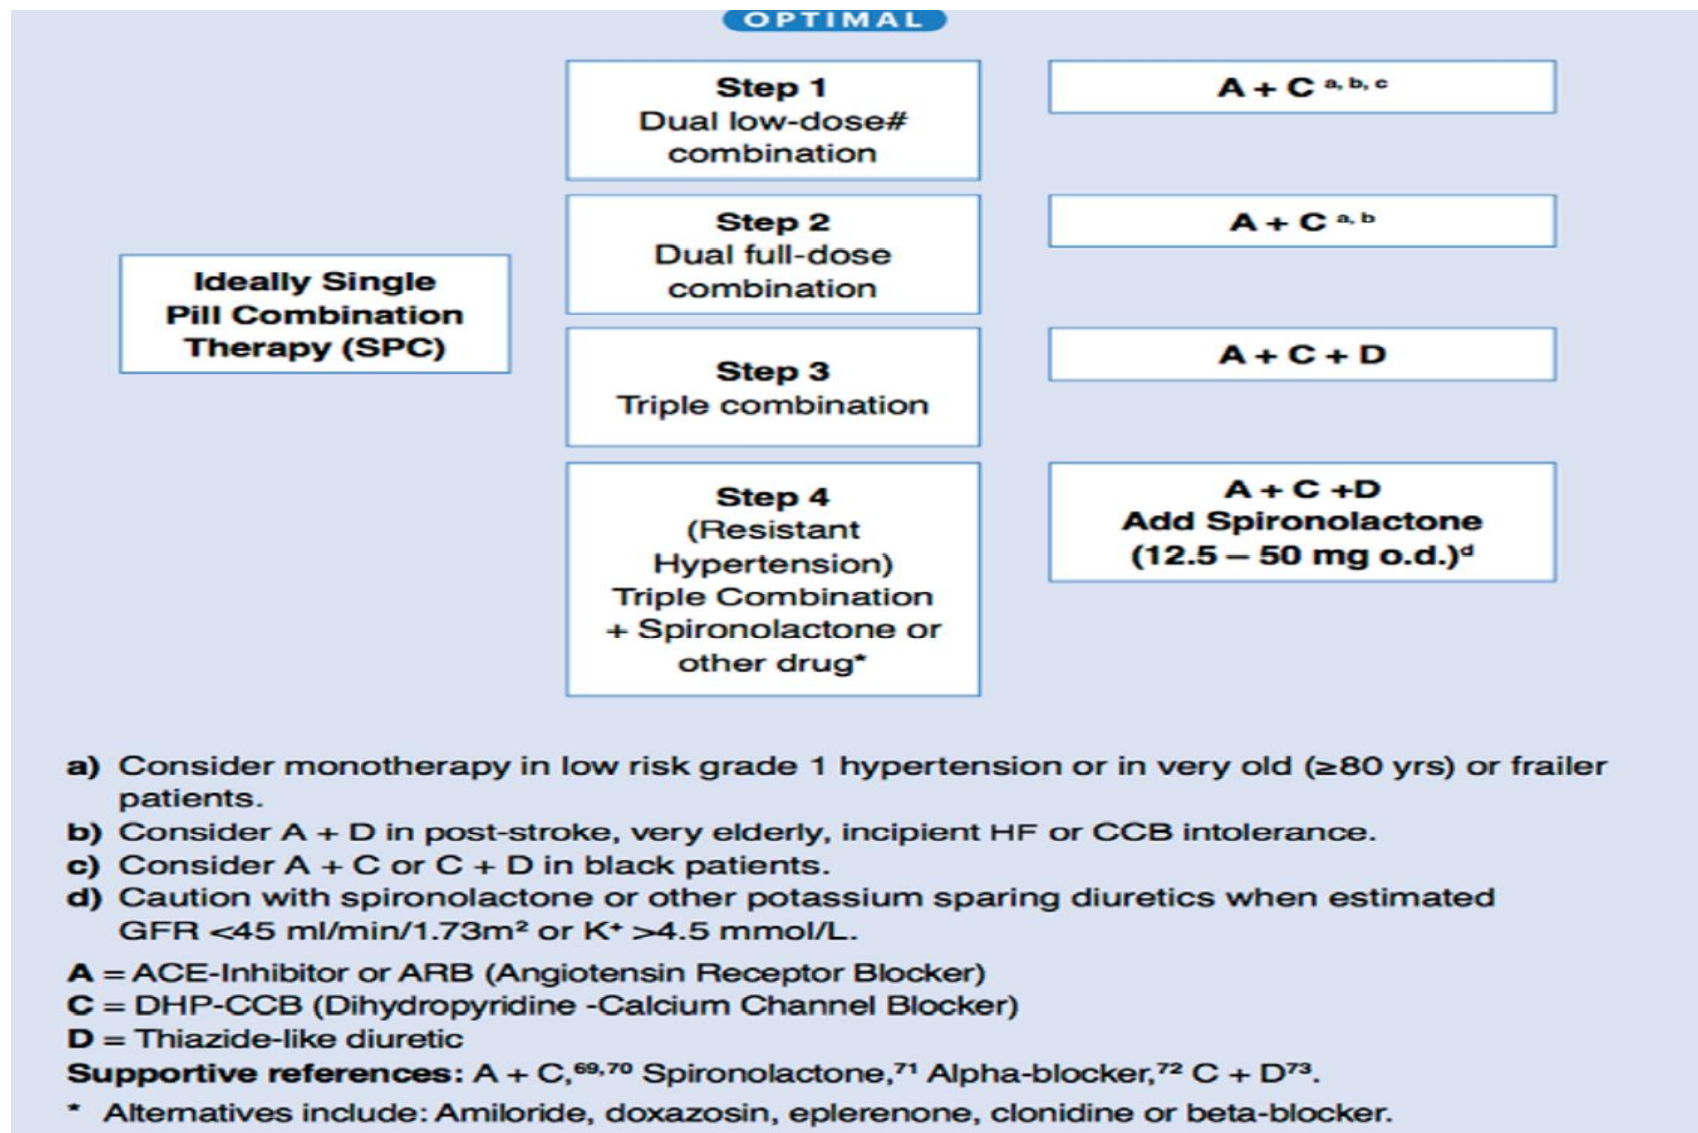 OPTIMAL
Step 1
Dual low-dose#
combination
A + C a, b, c
Step 2
Dual full-dose
combination
A + C a, b
Ideally Single
Pill Combination
Therapy (SPC)
Step 3
Triple combination
A + C + D
Step 4
(Resistant
Hypertension)
Triple Combination
+ Spironolactone or
other drug*
A + C +D
Add Spironolactone
(12.5 – 50 mg o.d.)ᵈ
a) Consider monotherapy in low risk grade 1 hypertension or in very old (≥80 yrs) or frailer
patients.
b) Consider A + D in post-stroke, very elderly, incipient HF or CCB intolerance.
c) Consider A + C or C + D in black patients.
d) Caution with spironolactone or other potassium sparing diuretics when estimated
GFR <45 ml/min/1.73m² or K⁺ >4.5 mmol/L.
A = ACE-Inhibitor or ARB (Angiotensin Receptor Blocker)
C = DHP-CCB (Dihydropyridine -Calcium Channel Blocker)
D = Thiazide-like diuretic
Supportive references: A + C,⁶⁹,⁷⁰ Spironolactone,⁷¹ Alpha-blocker,⁷² C + D⁷³.
* Alternatives include: Amiloride, doxazosin, eplerenone, clonidine or beta-blocker.